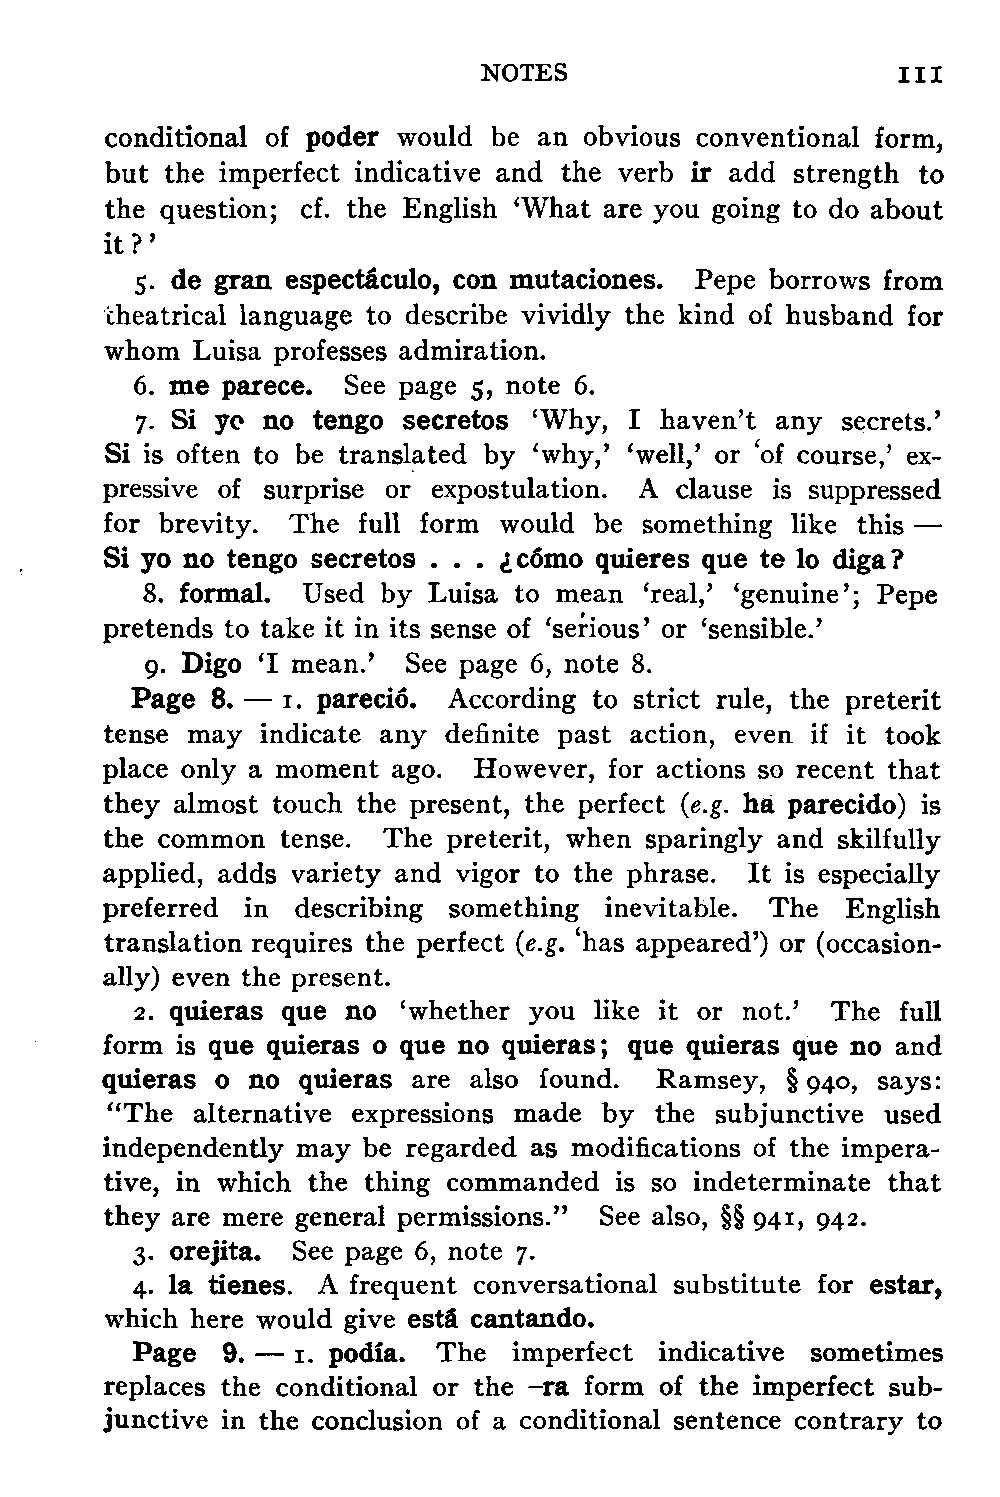 NOTES 111
conditional of poder would be an obvious conventional form,
but the imperfect indicative and the verb ir add strength to
the question; cf. the English ‘What are you going to do about
it?’
5. de gran espectáculo, con mutaciones. Pepe borrows from
theatrical language to describe vividly the kind of husband for
whom Luisa professes admiration.
6. me parece. See page 5, note 6.
7. Si yo no tengo secretos ‘Why, I haven’t any secrets.’
Si is often to be translated by ‘why,’ ‘well,’ or ‘of course,’ ex-
pressive of surprise or expostulation. A clause is suppressed
for brevity. The full form would be something like this —
Si yo no tengo secretos . . . ¿cómo quieres que te lo diga?
8. formal. Used by Luisa to mean ‘real,’ ‘genuine’; Pepe
pretends to take it in its sense of ‘serious’ or ‘sensible.’
9. Digo ‘I mean.’ See page 6, note 8.
Page 8. — 1. pareció. According to strict rule, the preterit
tense may indicate any definite past action, even if it took
place only a moment ago. However, for actions so recent that
they almost touch the present, the perfect (e.g. ha parecido) is
the common tense. The preterit, when sparingly and skilfully
applied, adds variety and vigor to the phrase. It is especially
preferred in describing something inevitable. The English
translation requires the perfect (e.g. ‘has appeared’) or (occasion-
ally) even the present.
2. quieras que no ‘whether you like it or not.’ The full
form is que quieras o que no quieras; que quieras que no and
quieras o no quieras are also found. Ramsey, § 940, says:
“The alternative expressions made by the subjunctive used
independently may be regarded as modifications of the impera-
tive, in which the thing commanded is so indeterminate that
they are mere general permissions.” See also, §§ 941, 942.
3. orejita. See page 6, note 7.
4. la tienes. A frequent conversational substitute for estar,
which here would give está cantando.
Page 9. — 1. podía. The imperfect indicative sometimes
replaces the conditional or the –ra form of the imperfect sub-
junctive in the conclusion of a conditional sentence contrary to